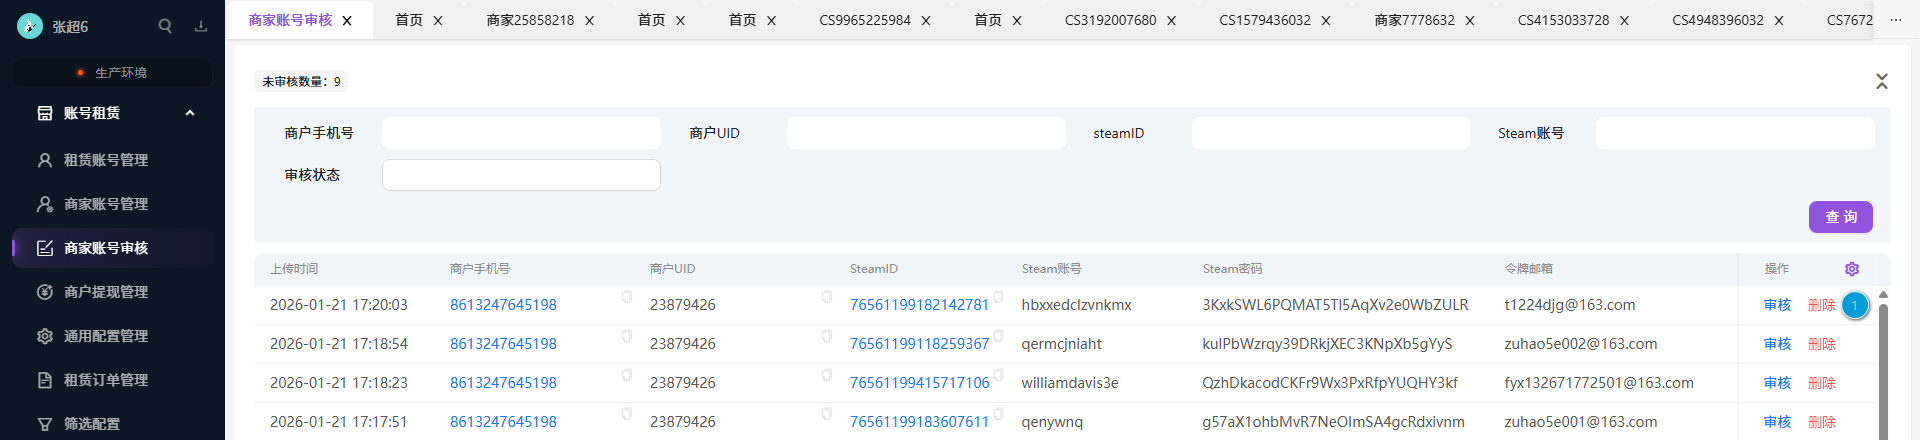 张超6
生产环境
账号租赁
租赁账号管理
商家账号管理
商家账号审核
商户提现管理
通用配置管理
租赁订单管理
筛选配置
商家账号审核 首页 商家25858218 首页 首页 CS9965225984 首页 CS3192007680 CS1579436032 商家7778632 CS4153033728 CS4948396032 CS7672
未审核数量：9
商户手机号 商户UID steamID Steam账号
审核状态
查 询
上传时间 商户手机号 商户UID SteamID Steam账号 Steam密码 令牌邮箱 操作
2026-01-21 17:20:03 8613247645198 23879426 76561199182142781 hbxxedclzvnkmx 3KxkSWL6PQMAT5TI5AqXv2e0WbZULR t1224djg@163.com 审核 删除 1
2026-01-21 17:18:54 8613247645198 23879426 76561199118259367 qermcjniaht kuIPbWzrqy39DRkjXEC3KNpXb5gYyS zuhao5e002@163.com 审核 删除
2026-01-21 17:18:23 8613247645198 23879426 76561199415717106 williamdavis3e QzhDkacodCKFr9Wx3PxRfpYUQHY3kf fyx132671772501@163.com 审核 删除
2026-01-21 17:17:51 8613247645198 23879426 76561199183607611 qenywnq g57aX1ohbMvR7NeOImSA4gcRdxivnm zuhao5e001@163.com 审核 删除